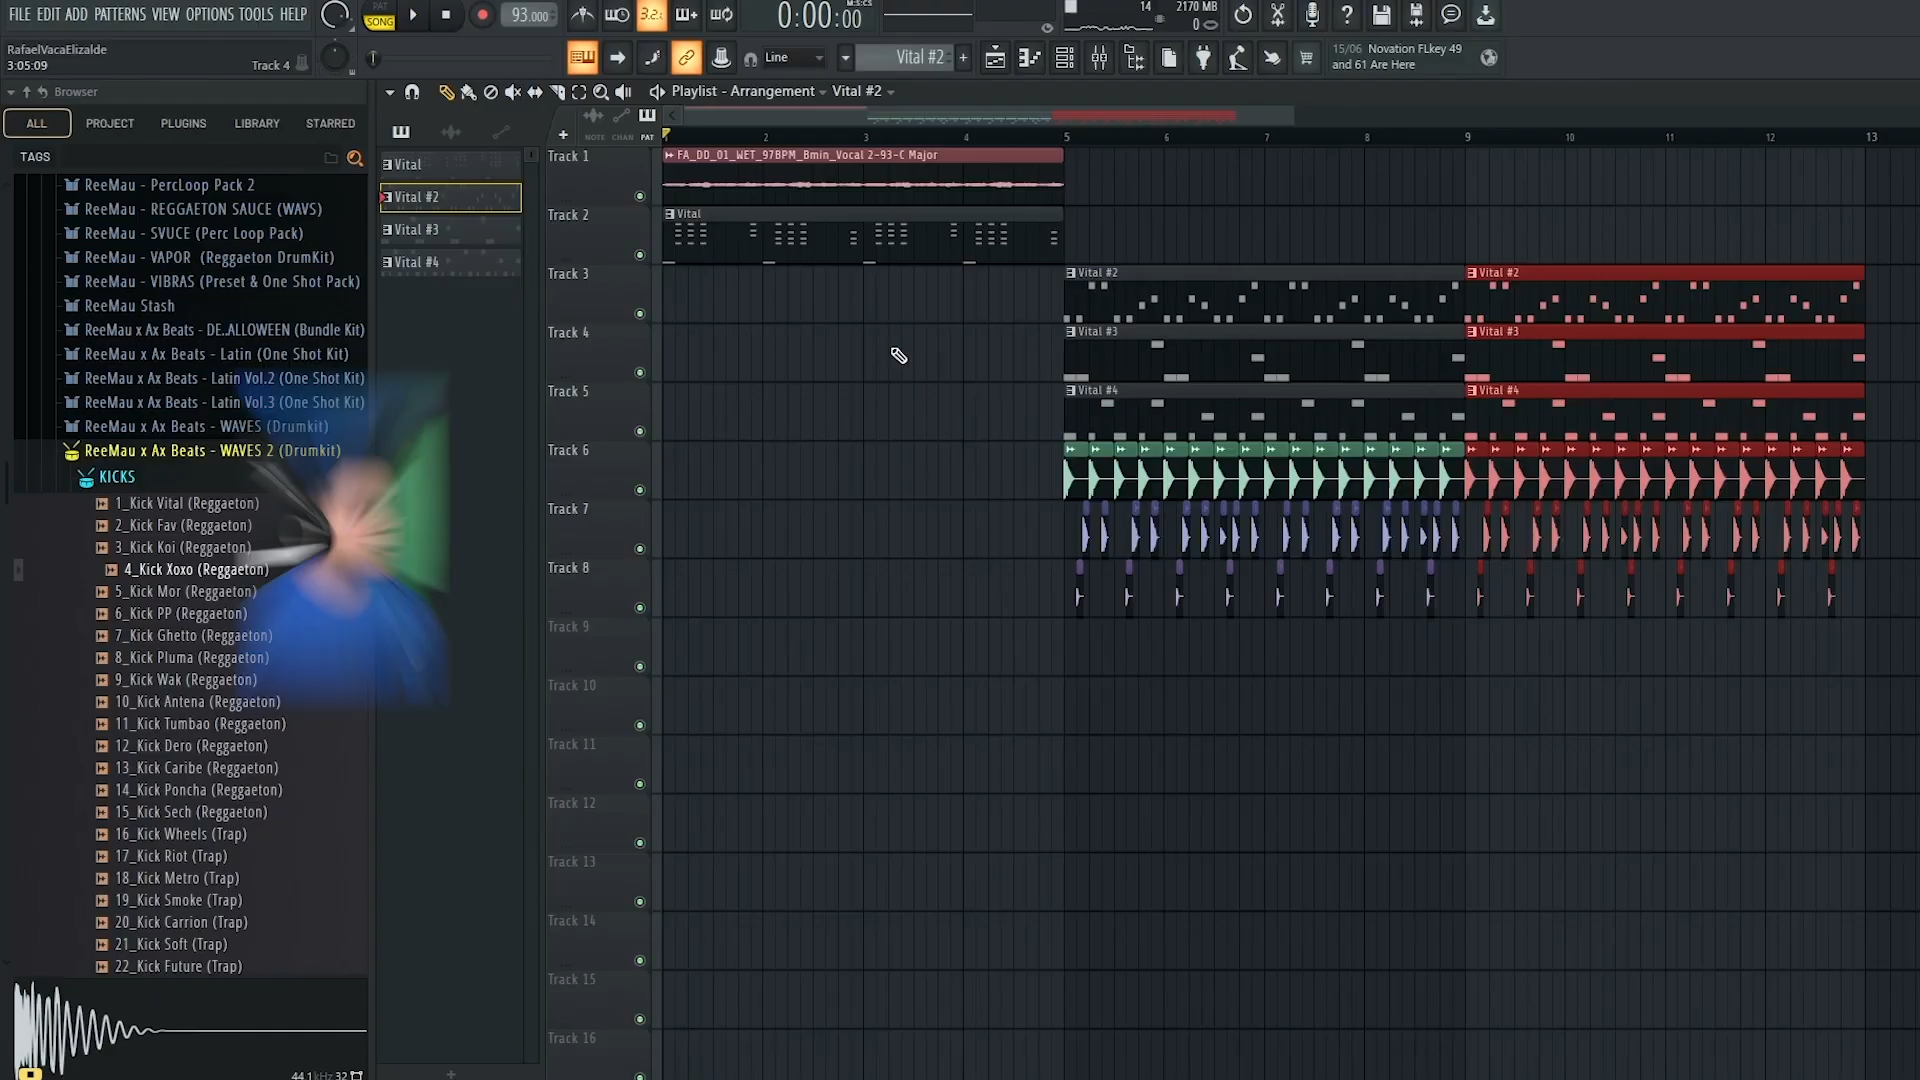 FILE EDIT ADD PATTERNS VIEW OPTIONS TOOLS HELP
PAT
SONG
93.000
3.2.
0:00:00
M:S:CS
14
2170 MB
0
RafaelVacaElizalde
3:05:09
Track 4
Line
Vital #2
+
15/06 Novation FLkey 49
and 61 Are Here
Browser
Playlist - Arrangement
Vital #2
ALL
PROJECT
PLUGINS
LIBRARY
STARRED
TAGS
ReeMau - PercLoop Pack 2
ReeMau - REGGAETON SAUCE (WAVS)
ReeMau - SVUCE (Perc Loop Pack)
ReeMau - VAPOR (Reggaeton DrumKit)
ReeMau - VIBRAS (Preset & One Shot Pack)
ReeMau Stash
ReeMau x Ax Beats - DE..ALLOWEEN (Bundle Kit)
ReeMau x Ax Beats - Latin (One Shot Kit)
ReeMau x Ax Beats - Latin Vol.2 (One Shot Kit)
ReeMau x Ax Beats - Latin Vol.3 (One Shot Kit)
ReeMau x Ax Beats - WAVES (Drumkit)
ReeMau x Ax Beats - WAVES 2 (Drumkit)
KICKS
1_Kick Vital (Reggaeton)
2_Kick Fav (Reggaeton)
3_Kick Koi (Reggaeton)
4_Kick Xoxo (Reggaeton)
5_Kick Mor (Reggaeton)
6_Kick PP (Reggaeton)
7_Kick Ghetto (Reggaeton)
8_Kick Pluma (Reggaeton)
9_Kick Wak (Reggaeton)
10_Kick Antena (Reggaeton)
11_Kick Tumbao (Reggaeton)
12_Kick Dero (Reggaeton)
13_Kick Caribe (Reggaeton)
14_Kick Poncha (Reggaeton)
15_Kick Sech (Reggaeton)
16_Kick Wheels (Trap)
17_Kick Riot (Trap)
18_Kick Metro (Trap)
19_Kick Smoke (Trap)
20_Kick Carrion (Trap)
21_Kick Soft (Trap)
22_Kick Future (Trap)
44.1kHz 32
Vital
Vital #2
Vital #3
Vital #4
NOTE CHAN PAT
2 3 4 5 6 7 8 9 10 11 12 13
Track 1
FA_DD_01_WET_97BPM_Bmin_Vocal 2-93-C Major
Track 2
Vital
Track 3
Vital #2
Vital #2
Track 4
Vital #3
Vital #3
Track 5
Vital #4
Vital #4
Track 6
Track 7
Track 8
Track 9
Track 10
Track 11
Track 12
Track 13
Track 14
Track 15
Track 16